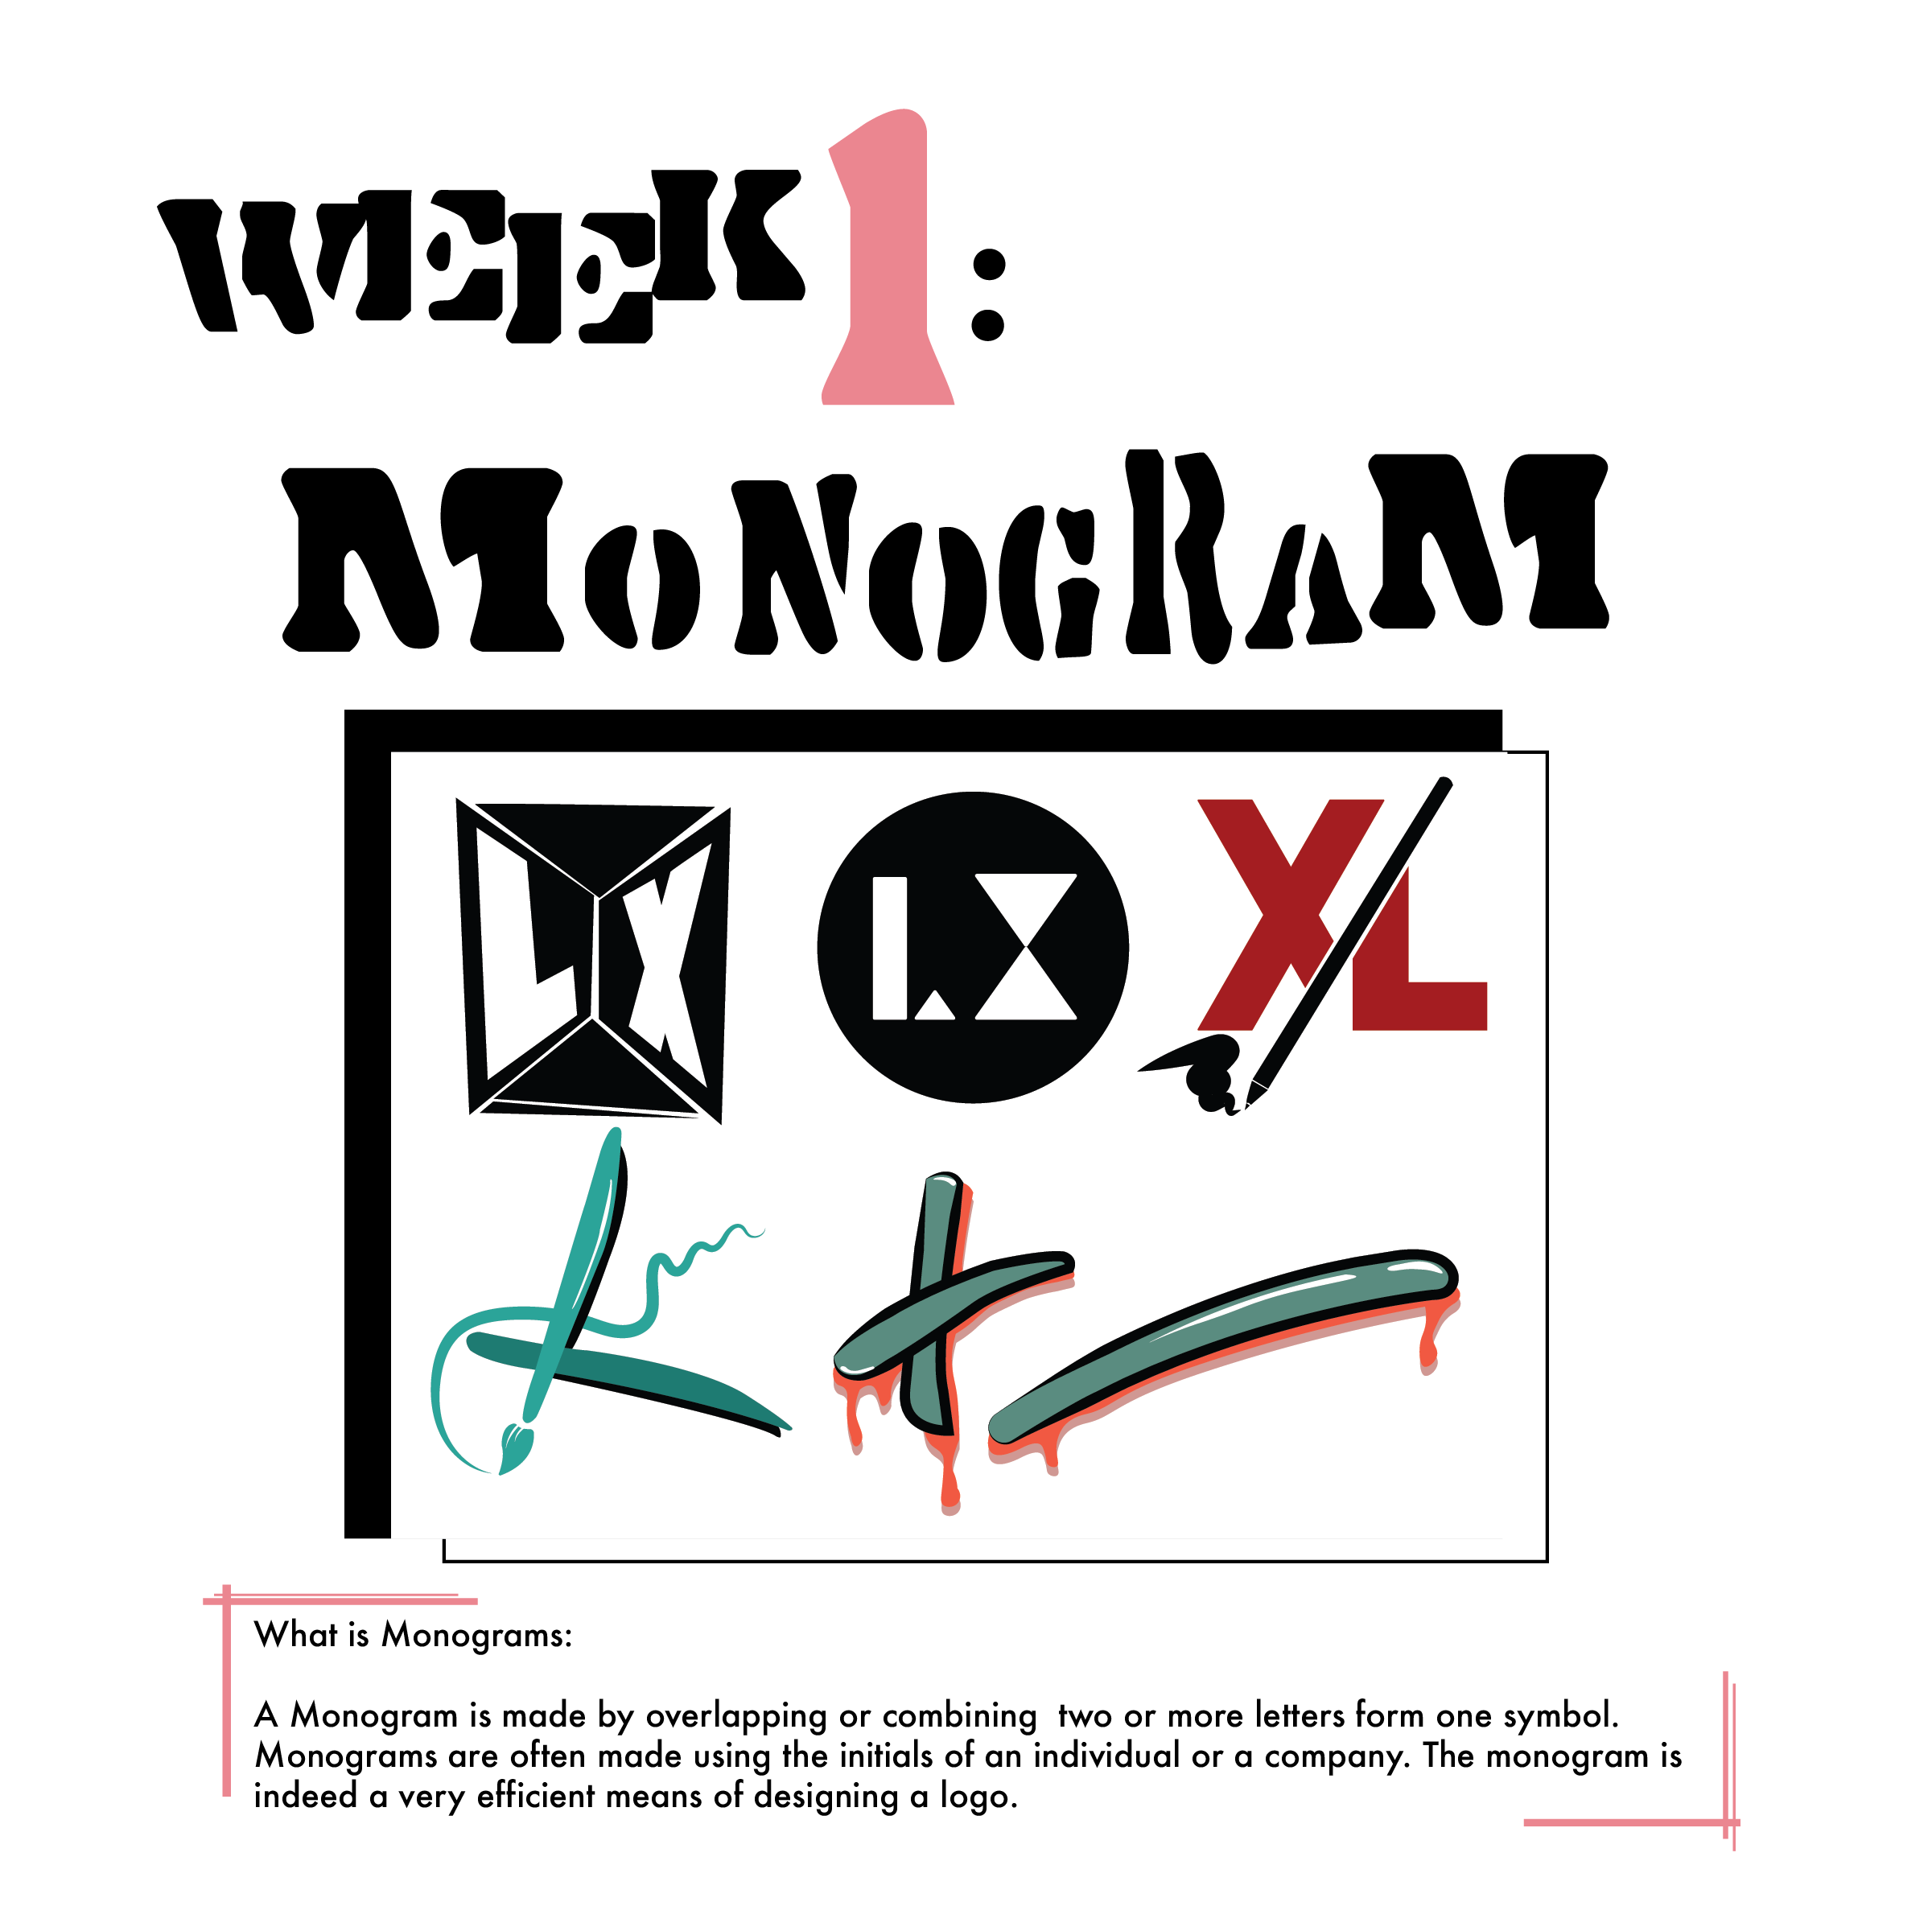 WEEK 1:
MONOGRAM
LX
LX
XL
What is Monograms:
A Monogram is made by overlapping or combining  two or more letters form one symbol.
Monograms are often made using the initials of an individual or a company. The monogram is
indeed a very efficient means of designing a logo.